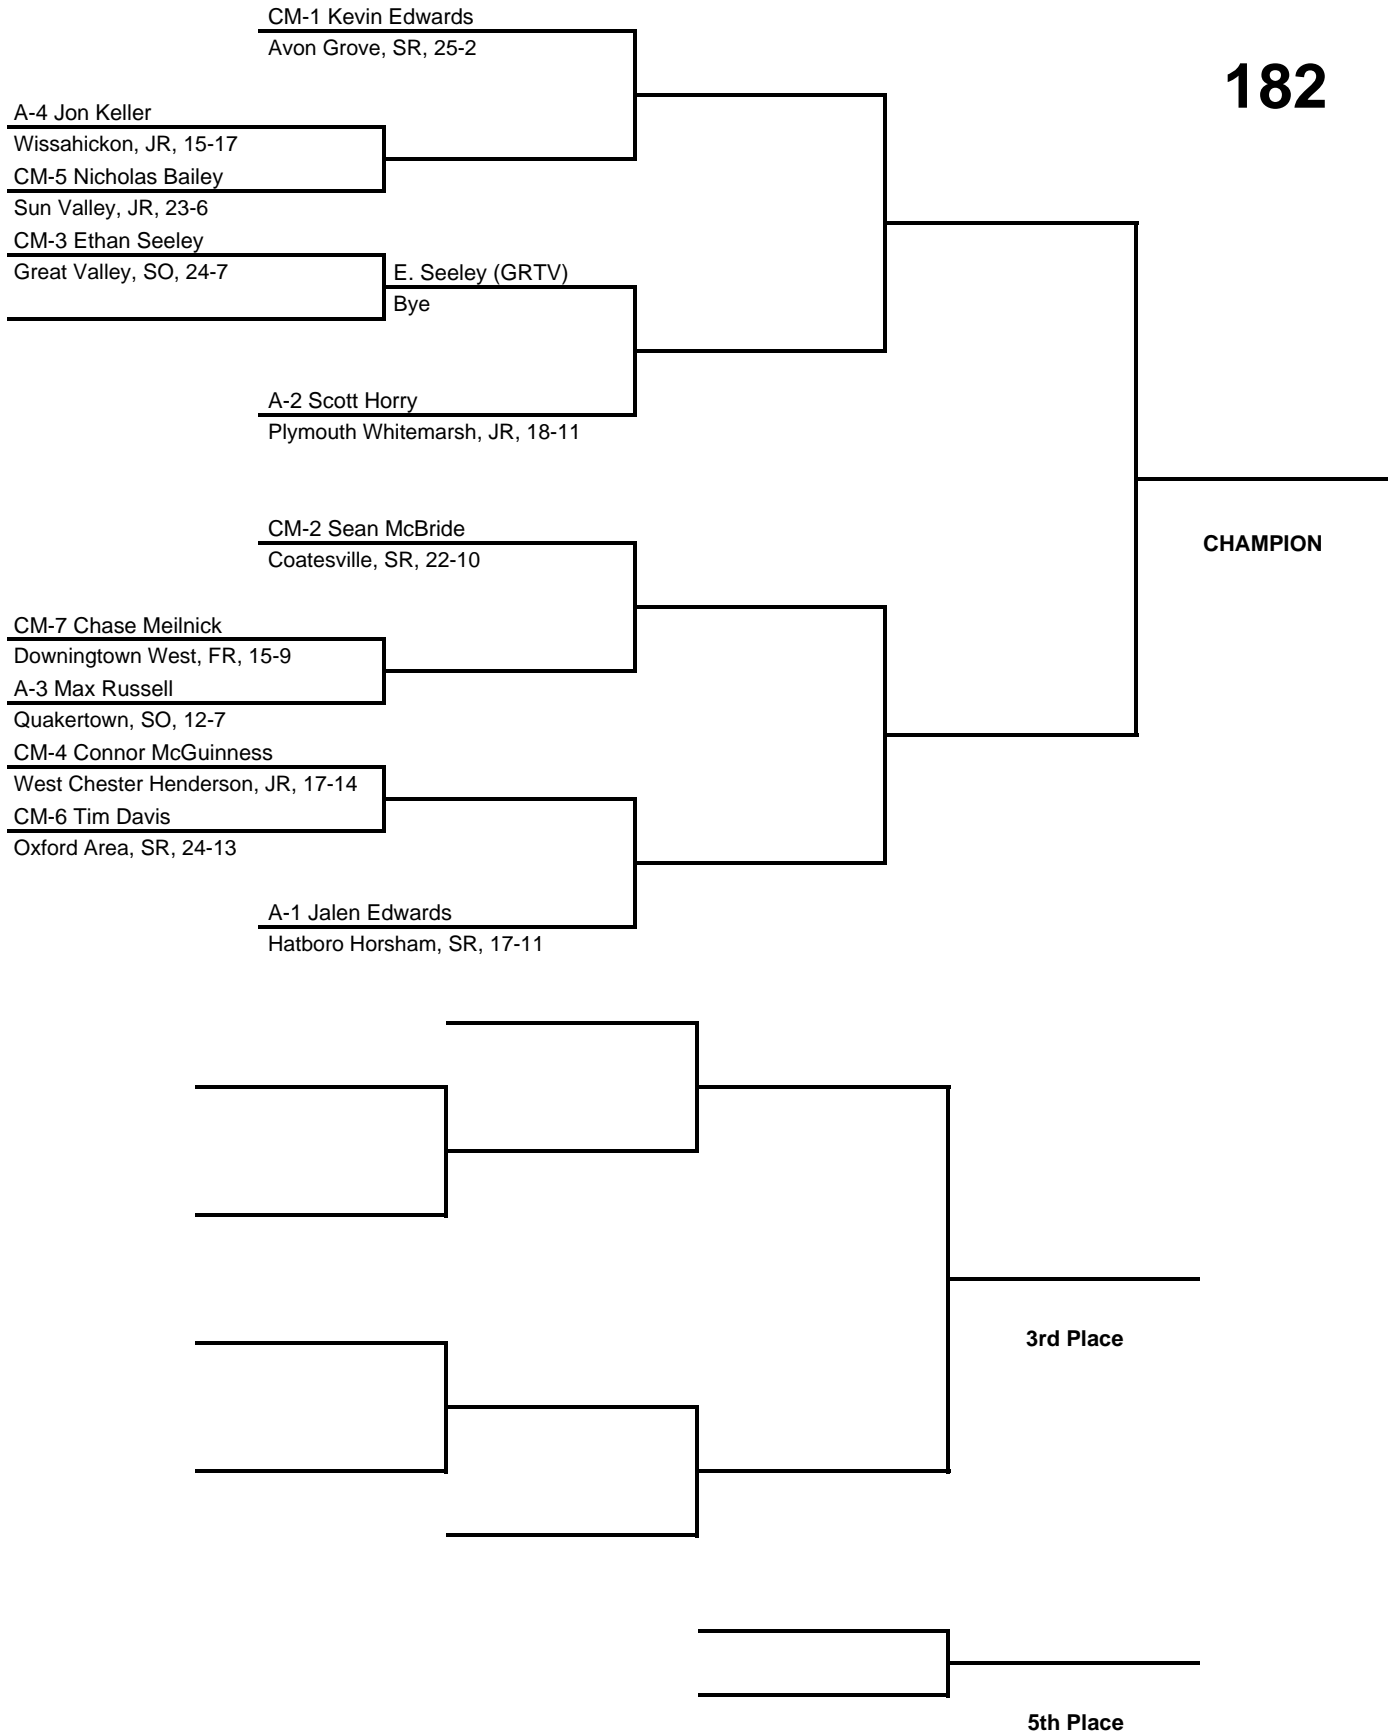 CM-1 Kevin Edwards
Avon Grove, SR, 25-2
182
A-4 Jon Keller
Wissahickon, JR, 15-17
CM-5 Nicholas Bailey
Sun Valley, JR, 23-6
CM-3 Ethan Seeley
Great Valley, SO, 24-7
E. Seeley (GRTV)
Bye
A-2 Scott Horry
Plymouth Whitemarsh, JR, 18-11
CM-2 Sean McBride
Coatesville, SR, 22-10
CHAMPION
CM-7 Chase Meilnick
Downingtown West, FR, 15-9
A-3 Max Russell
Quakertown, SO, 12-7
CM-4 Connor McGuinness
West Chester Henderson, JR, 17-14
CM-6 Tim Davis
Oxford Area, SR, 24-13
A-1 Jalen Edwards
Hatboro Horsham, SR, 17-11
3rd Place
5th Place